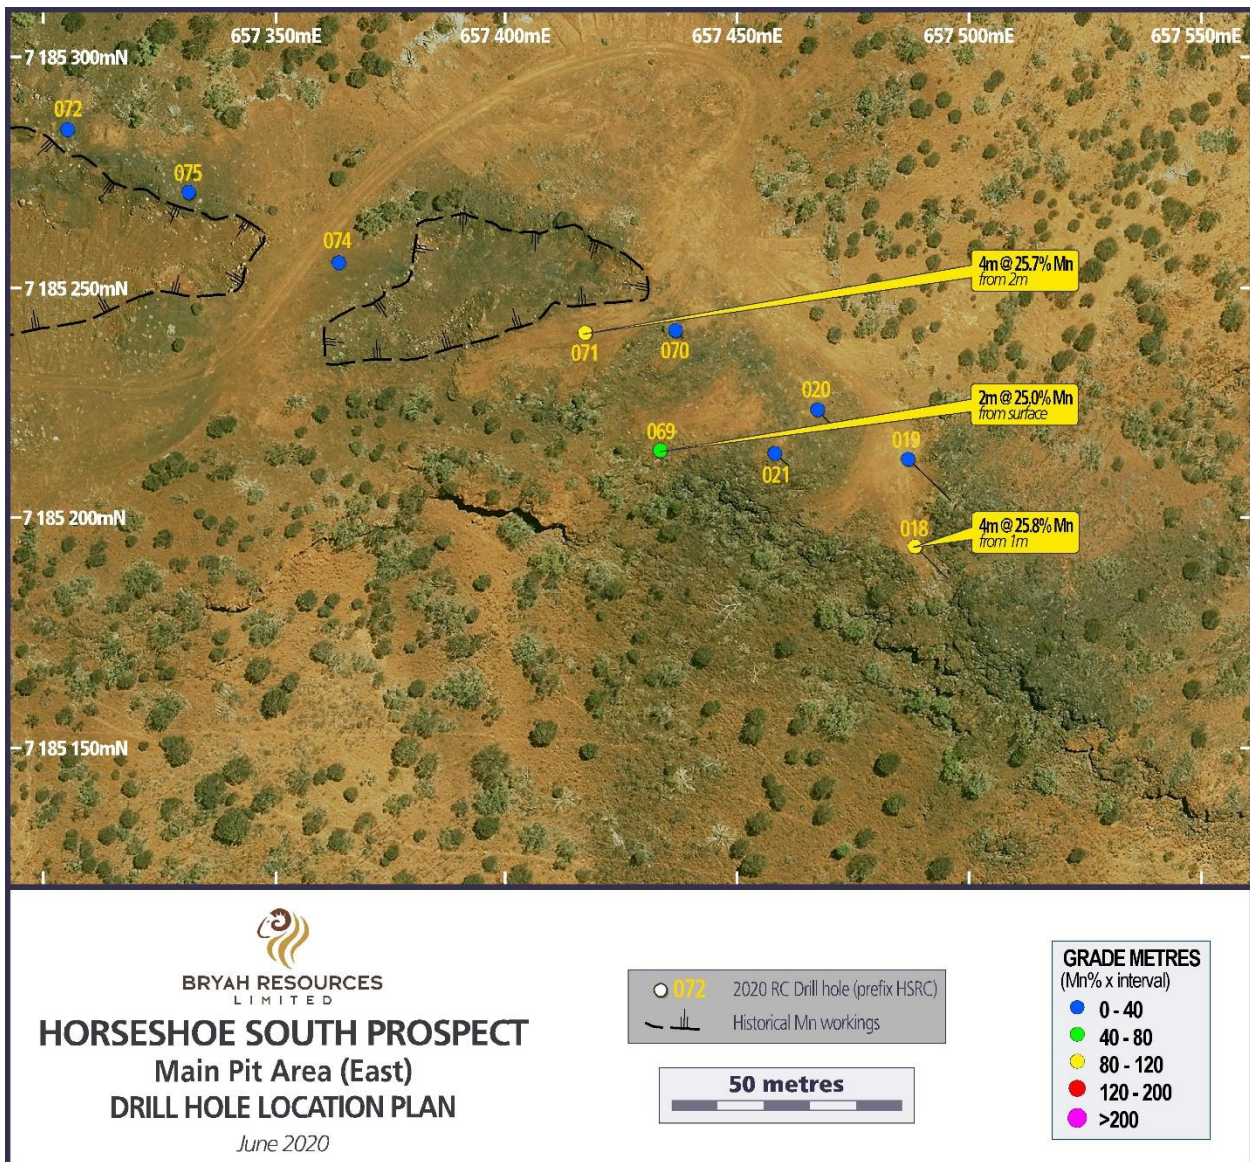 657 350mE 657 400mE 657 450mE 657 500mE 657 550mE
7 185 300mN
072
075
074
7 185 250mN
4m @ 25.7% Mn
from 2m
071
070
020
2m @ 25.0% Mn
from surface
069
021
019
7 185 200mN
018
4m @ 25.8% Mn
from 1m
7 185 150mN
BRYAH RESOURCES
LIMITED
HORSESHOE SOUTH PROSPECT
Main Pit Area (East)
DRILL HOLE LOCATION PLAN
June 2020
072 2020 RC Drill hole (prefix HSRC)
Historical Mn workings
50 metres
GRADE METRES
(Mn% x interval)
0 - 40
40 - 80
80 - 120
120 - 200
>200